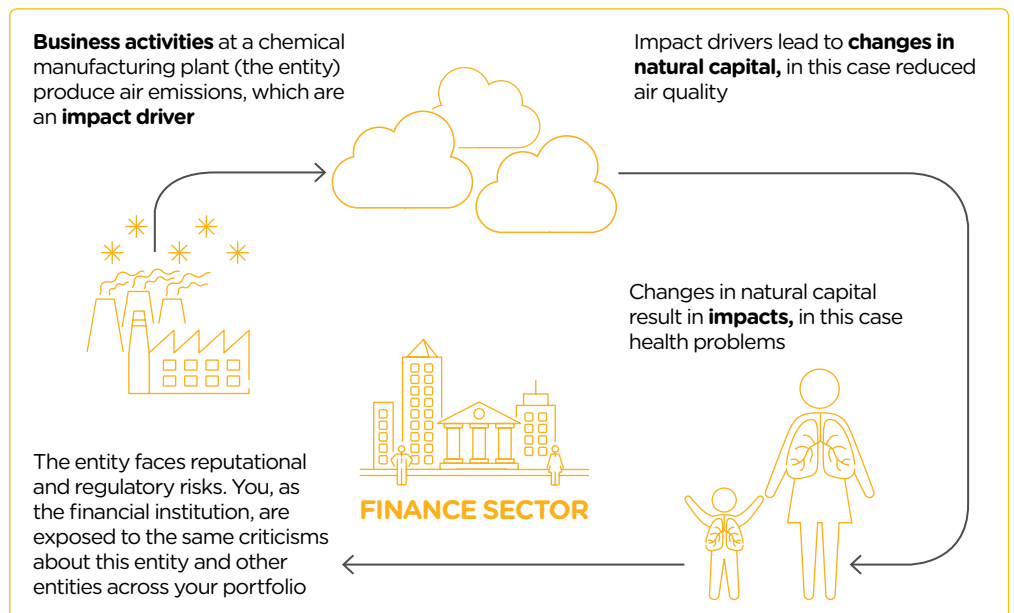 Business activities at a chemical
manufacturing plant (the entity)
produce air emissions, which are
an impact driver
Impact drivers lead to changes in
natural capital, in this case reduced
air quality
Changes in natural capital
result in impacts, in this case
health problems
The entity faces reputational
and regulatory risks. You, as
the financial institution, are
exposed to the same criticisms
about this entity and other
entities across your portfolio
FINANCE SECTOR